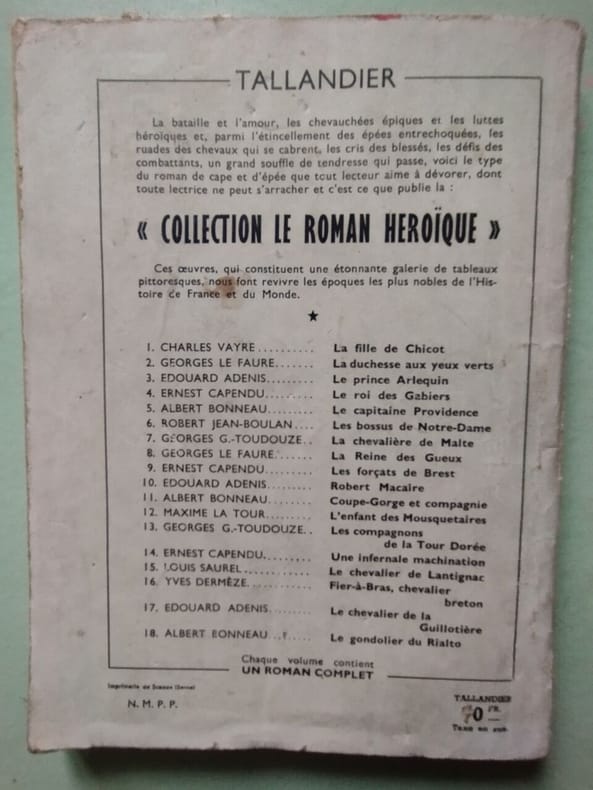 TALLANDIER
La bataille et l'amour, les chevauchées épiques et les luttes
héroïques et, parmi l'étincellement des épées entrechoquées, les
ruades des chevaux qui se cabrent, les cris des blessés, les défis des
combattants, un grand souffle de tendresse qui passe, voici le type
du roman de cape et d'épée que tout lecteur aime à dévorer, dont
toute lectrice ne peut s'arracher et c'est ce que publie la :
« COLLECTION LE ROMAN HEROÏQUE »
Ces œuvres, qui constituent une étonnante galerie de tableaux
pittoresques, nous font revivre les époques les plus nobles de l'His-
toire de France et du Monde.
★
1. CHARLES VAYRE.......... La fille de Chicot
2. GEORGES LE FAURE....... La duchesse aux yeux verts
3. EDOUARD ADENIS......... Le prince Arlequin
4. ERNEST CAPENDU......... Le roi des Gabiers
5. ALBERT BONNEAU......... Le capitaine Providence
6. ROBERT JEAN-BOULAN.... Les bossus de Notre-Dame
7. GEORGES G.-TOUDOUZE.. La chevalière de Malte
8. GEORGES LE FAURE....... La Reine des Gueux
9. ERNEST CAPENDU......... Les forçats de Brest
10. EDOUARD ADENIS......... Robert Macaire
11. ALBERT BONNEAU......... Coupe-Gorge et compagnie
12. MAXIME LA TOUR......... L'enfant des Mousquetaires
13. GEORGES G.-TOUDOUZE.. Les compagnons
de la Tour Dorée
14. ERNEST CAPENDU......... Une infernale machination
15. LOUIS SAUREL............ Le chevalier de Lantignac
16. YVES DERMÈZE............ Fier-à-Bras, chevalier
breton
17. EDOUARD ADENIS......... Le chevalier de la
Guillotière
18. ALBERT BONNEAU......... Le gondolier du Rialto
Chaque volume contient
UN ROMAN COMPLET
Imprimerie de Sceaux (Seine)
N. M. P. P.
TALLANDIER
FR.
Taxe en sus